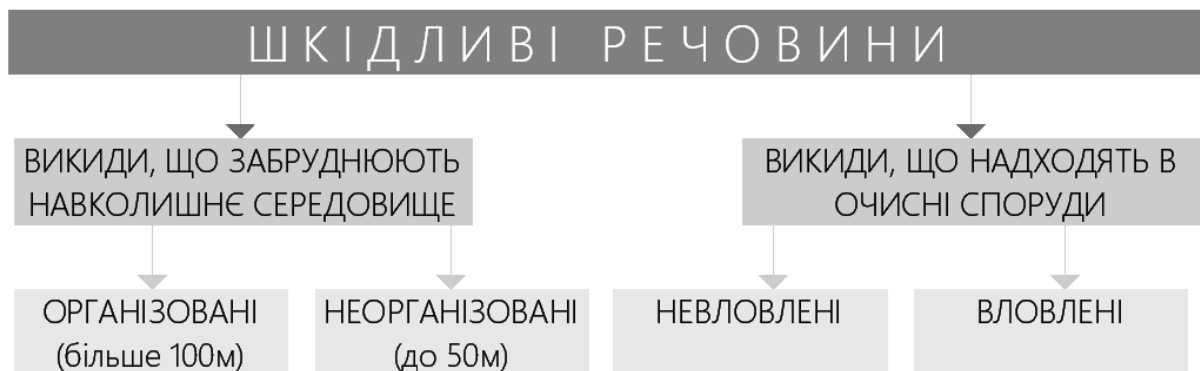 ШКІДЛИВІ РЕЧОВИНИ
ВИКИДИ, ЩО ЗАБРУДНЮЮТЬ
НАВКОЛИШНЄ СЕРЕДОВИЩЕ
ВИКИДИ, ЩО НАДХОДЯТЬ В
ОЧИСНІ СПОРУДИ
ОРГАНІЗОВАНІ
(більше 100м)
НЕОРГАНІЗОВАНІ
(до 50м)
НЕВЛОВЛЕНІ
ВЛОВЛЕНІ